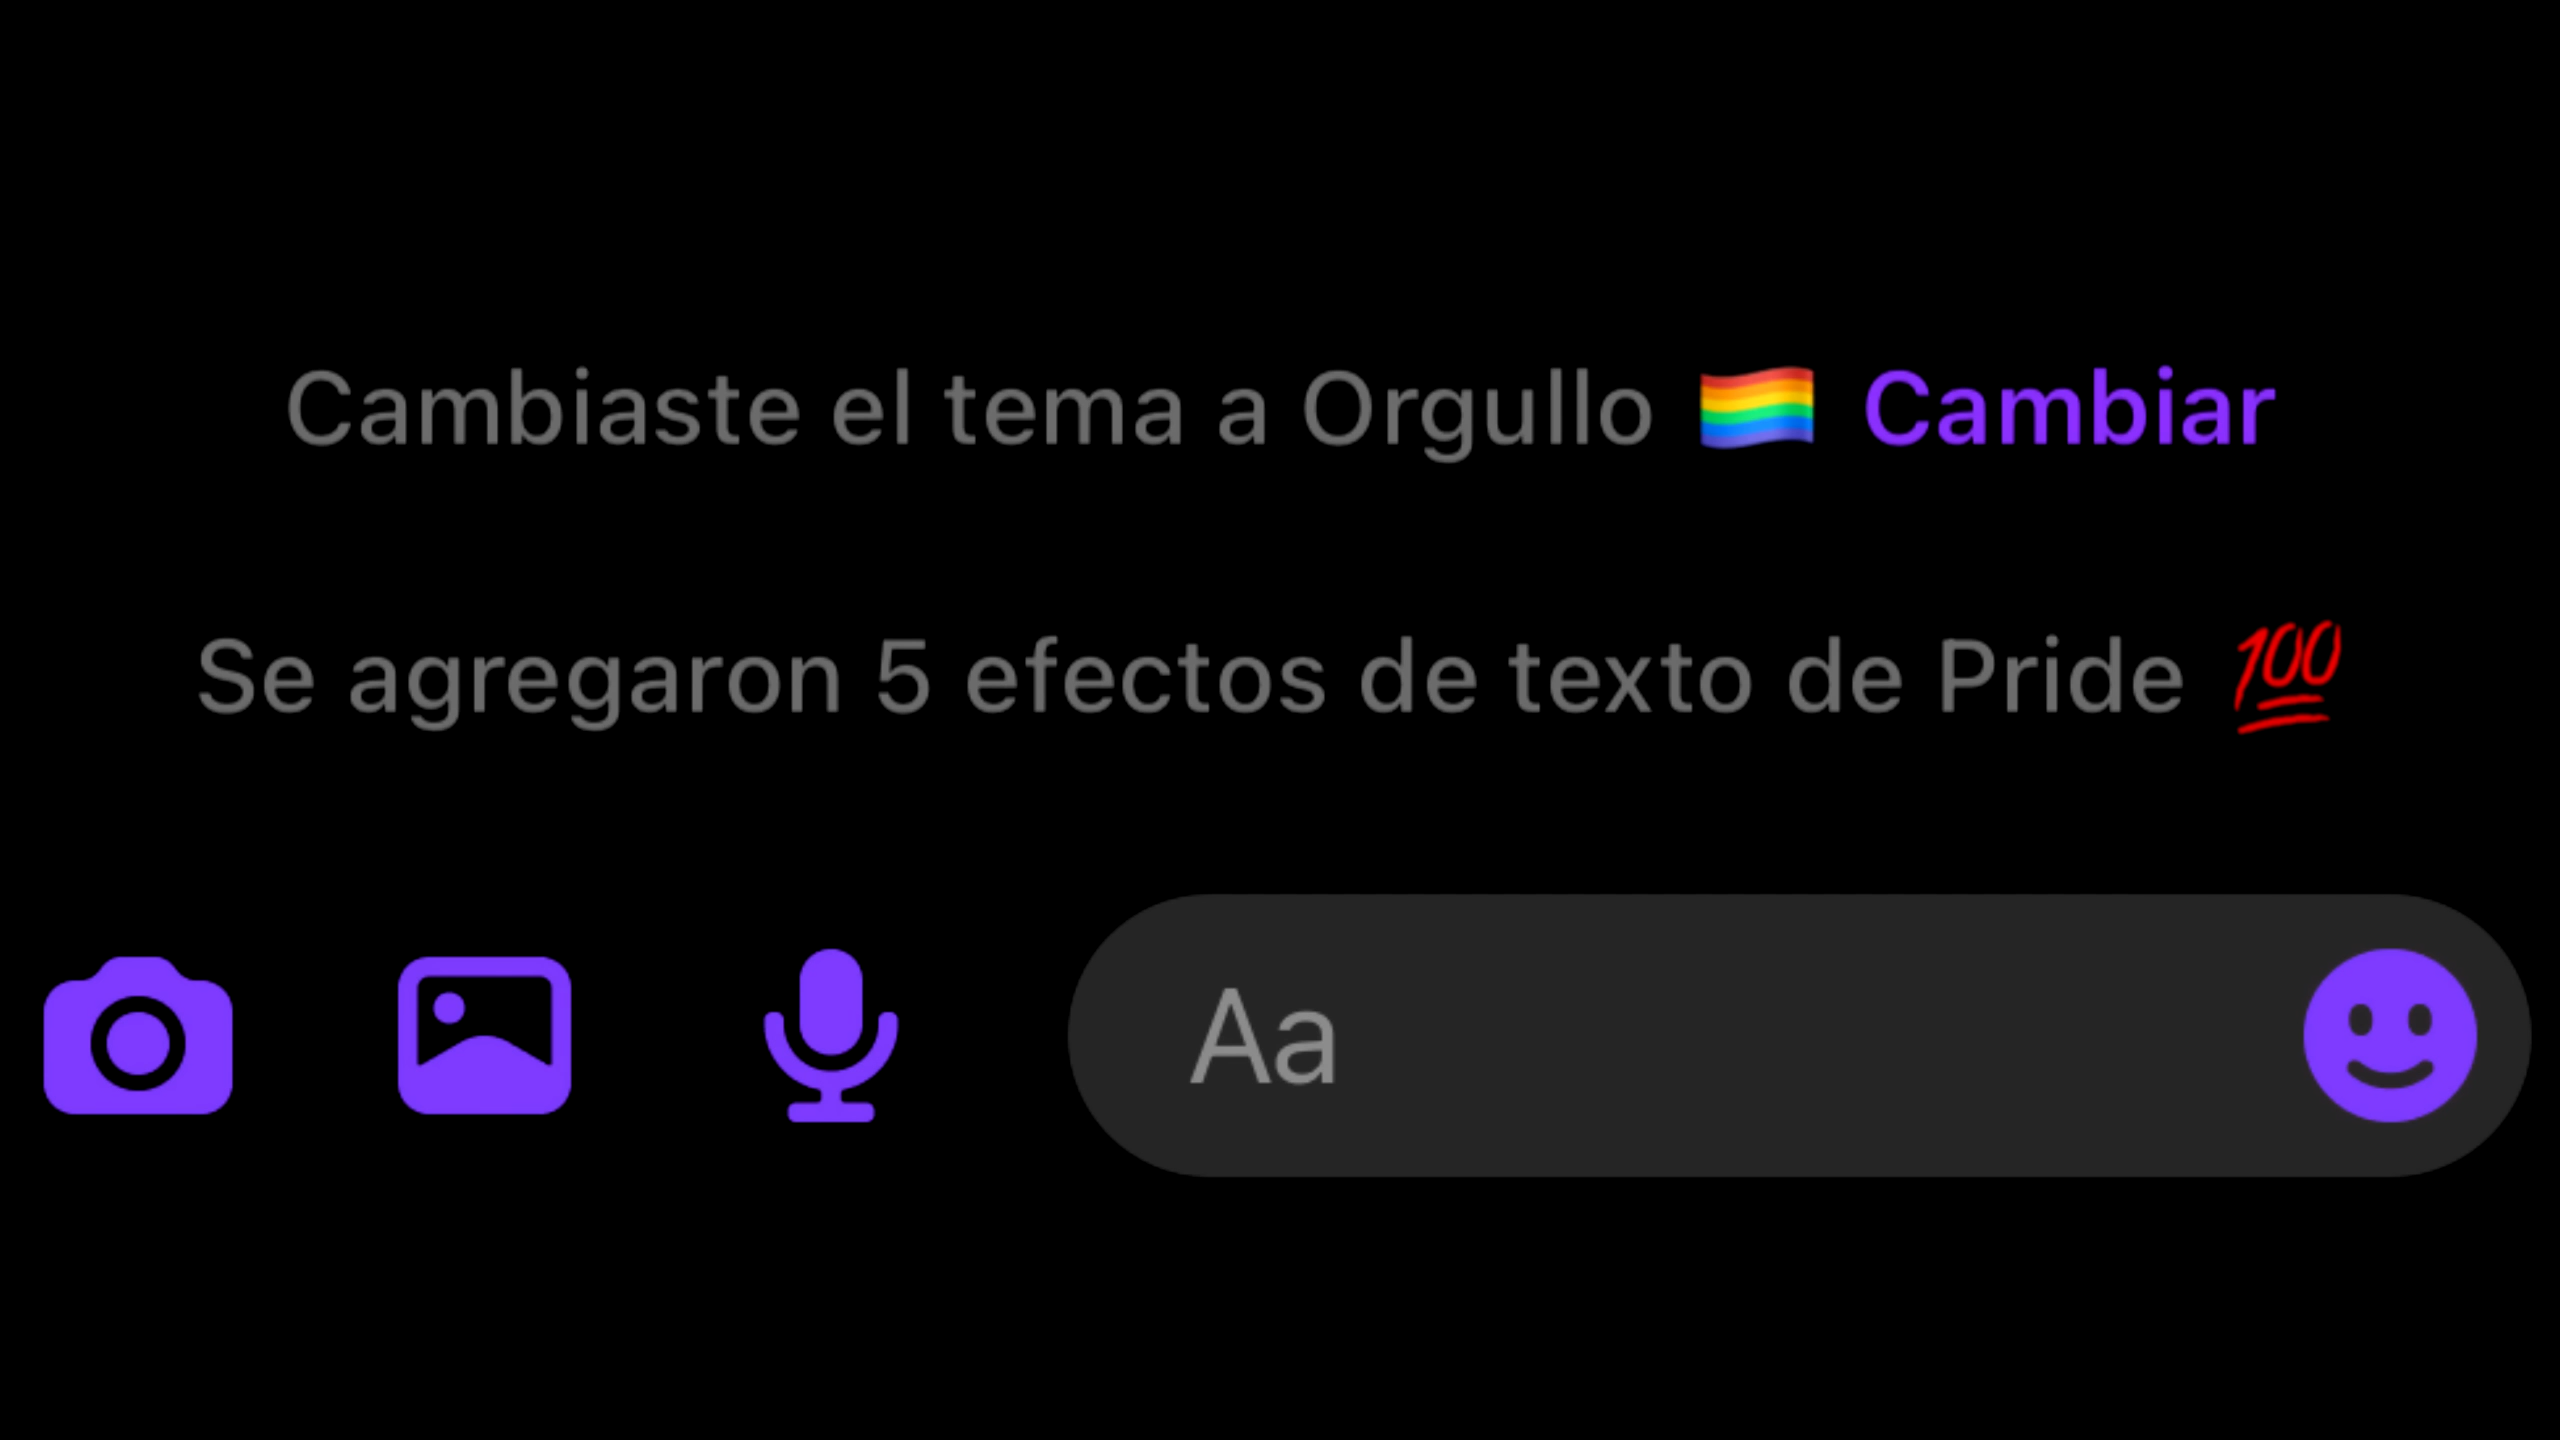 Cambiaste el tema a Orgullo 🏳️‍🌈 Cambiar
Se agregaron 5 efectos de texto de Pride 💯
Aa